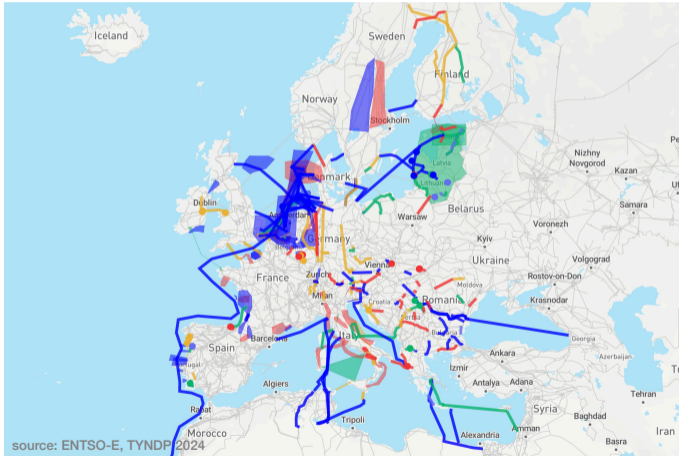 Iceland
Sweden
Finland
Norway
Stockholm
Nizhny
Novgorod
Kazan
Latvia
Denmark
Lithuania
Samara
Dublin
Belarus
Warsaw
Voronezh
Germany
Kyiv
Volgograd
Ukraine
France
Zurich
Vienna
Rostov-on-Don
Milan
Moldova
Krasnodar
Croatia
Romania
Serbia
Spain
Barcelona
Italy
Bulgaria
Georgia
Portugal
Ankara
Azerbaijan
Izmir
Algiers
Antalya
Adana
Tehran
Rabat
Tripoli
Syria
Baghdad
Iran
Morocco
Alexandria
Amman
Basra
source: ENTSO-E, TYNDP 2024